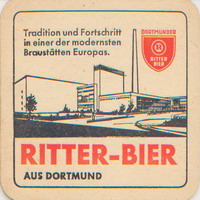 Tradition und Fortschritt
in einer der modernsten
Braustätten Europas.
DORTMUNDER
RITTER
BIER
RITTER-BIER
AUS DORTMUND